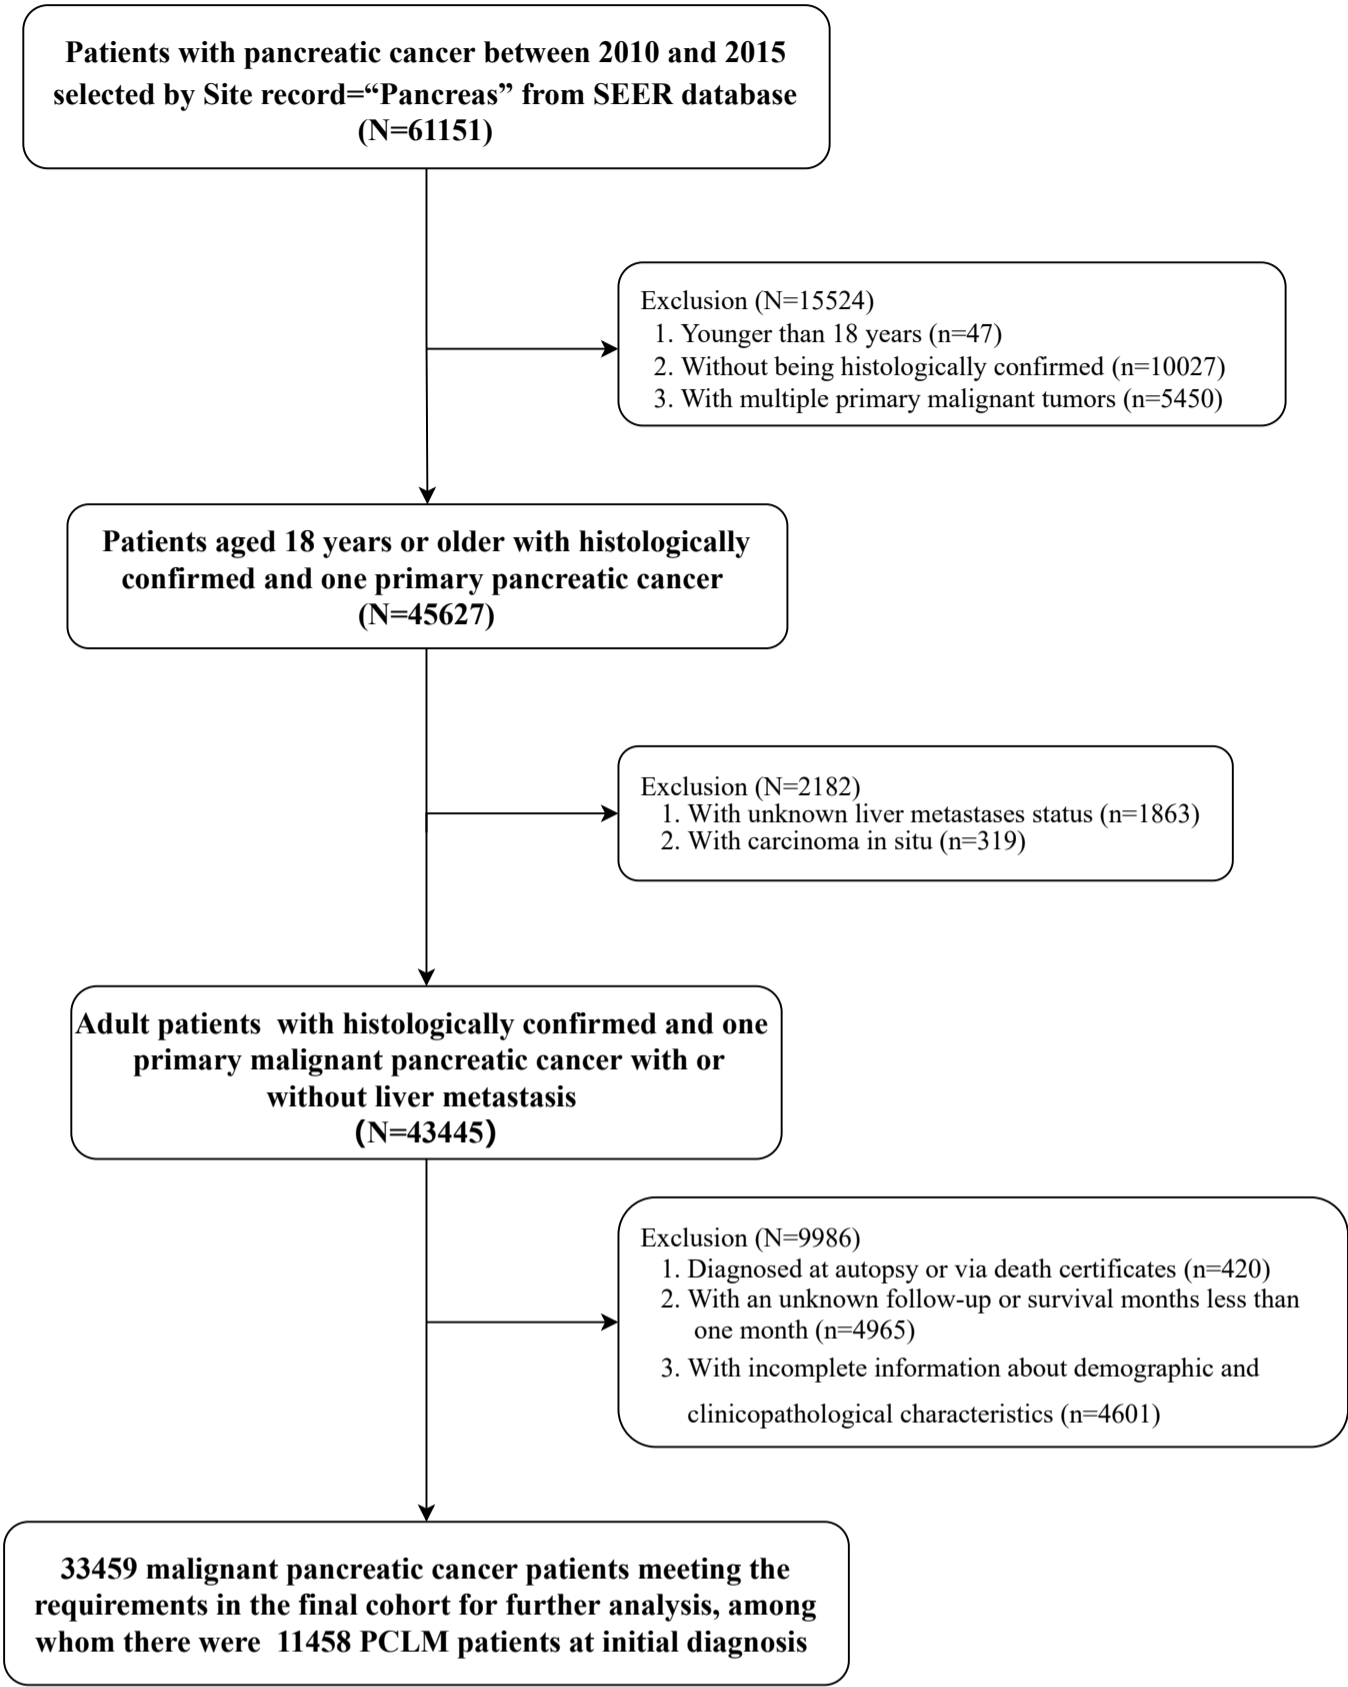 Patients with pancreatic cancer between 2010 and 2015
selected by Site record=“Pancreas” from SEER database
(N=61151)
Exclusion (N=15524)
1. Younger than 18 years (n=47)
2. Without being histologically confirmed (n=10027)
3. With multiple primary malignant tumors (n=5450)
Patients aged 18 years or older with histologically
confirmed and one primary pancreatic cancer
(N=45627)
Exclusion (N=2182)
1. With unknown liver metastases status (n=1863)
2. With carcinoma in situ (n=319)
Adult patients with histologically confirmed and one
primary malignant pancreatic cancer with or
without liver metastasis
(N=43445)
Exclusion (N=9986)
1. Diagnosed at autopsy or via death certificates (n=420)
2. With an unknown follow-up or survival months less than
one month (n=4965)
3. With incomplete information about demographic and
clinicopathological characteristics (n=4601)
33459 malignant pancreatic cancer patients meeting the
requirements in the final cohort for further analysis, among
whom there were 11458 PCLM patients at initial diagnosis